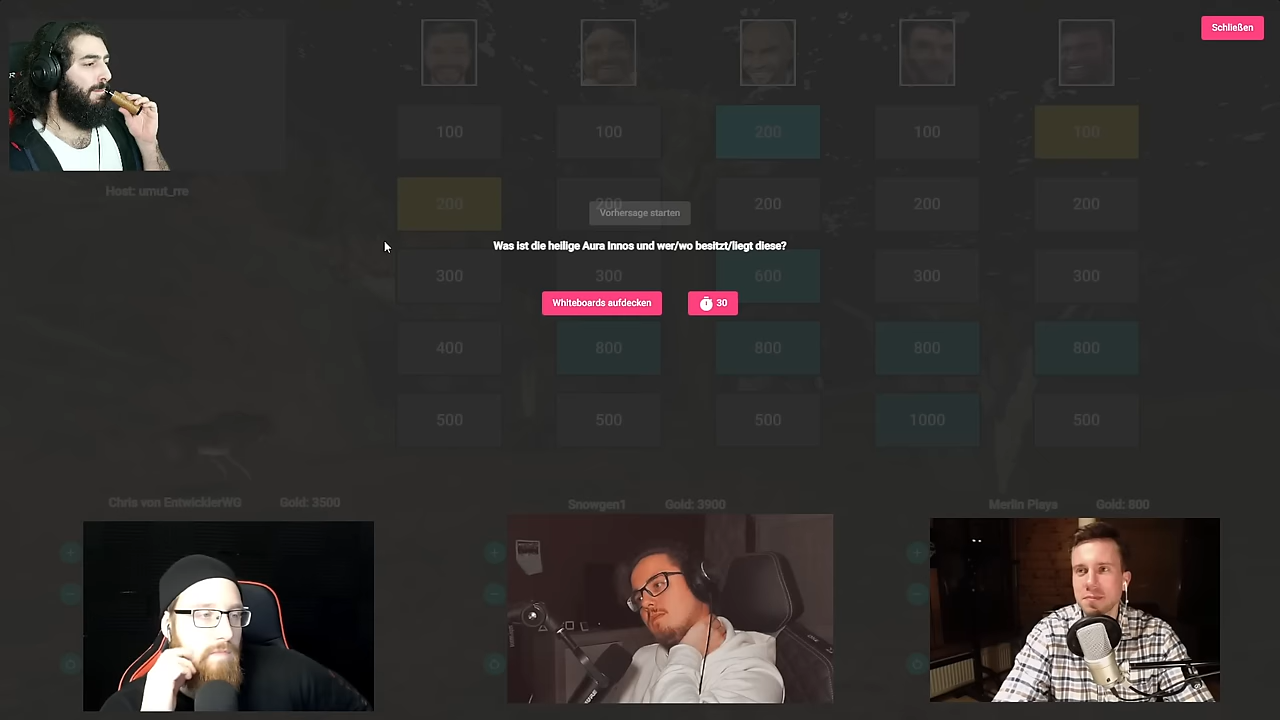 Schließen
100 100 200 100 100
Host: umut_rre
200 200 200 200 200
Vorhersage starten
Was ist die heilige Aura Innos und wer/wo besitzt/liegt diese?
300 300 600 300 300
Whiteboards aufdecken 30
400 800 800 800 800
500 500 500 1000 500
Chris von EntwicklerWG Gold: 3500
Snowgen1 Gold: 3900
Merlin Plays Gold: 800